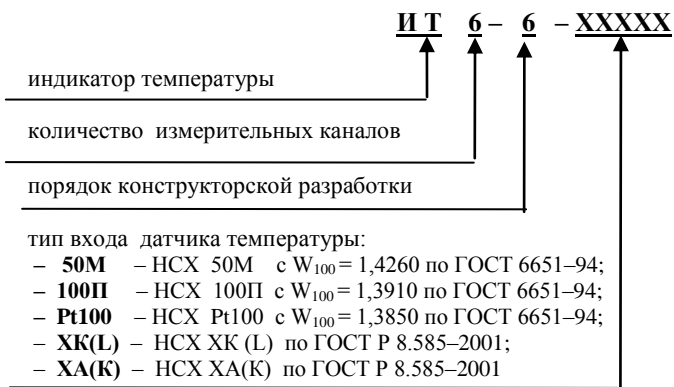 И Т 6 – 6 – ХХХХХ
индикатор температуры
количество измерительных каналов
порядок конструкторской разработки
тип входа датчика температуры:
– 50М – НСХ 50М с W₁₀₀ = 1,4260 по ГОСТ 6651–94;
– 100П – НСХ 100П с W₁₀₀ = 1,3910 по ГОСТ 6651–94;
– Pt100 – НСХ Pt100 с W₁₀₀ = 1,3850 по ГОСТ 6651–94;
– ХК(L) – НСХ ХК (L) по ГОСТ Р 8.585–2001;
– ХА(К) – НСХ ХА(К) по ГОСТ Р 8.585–2001